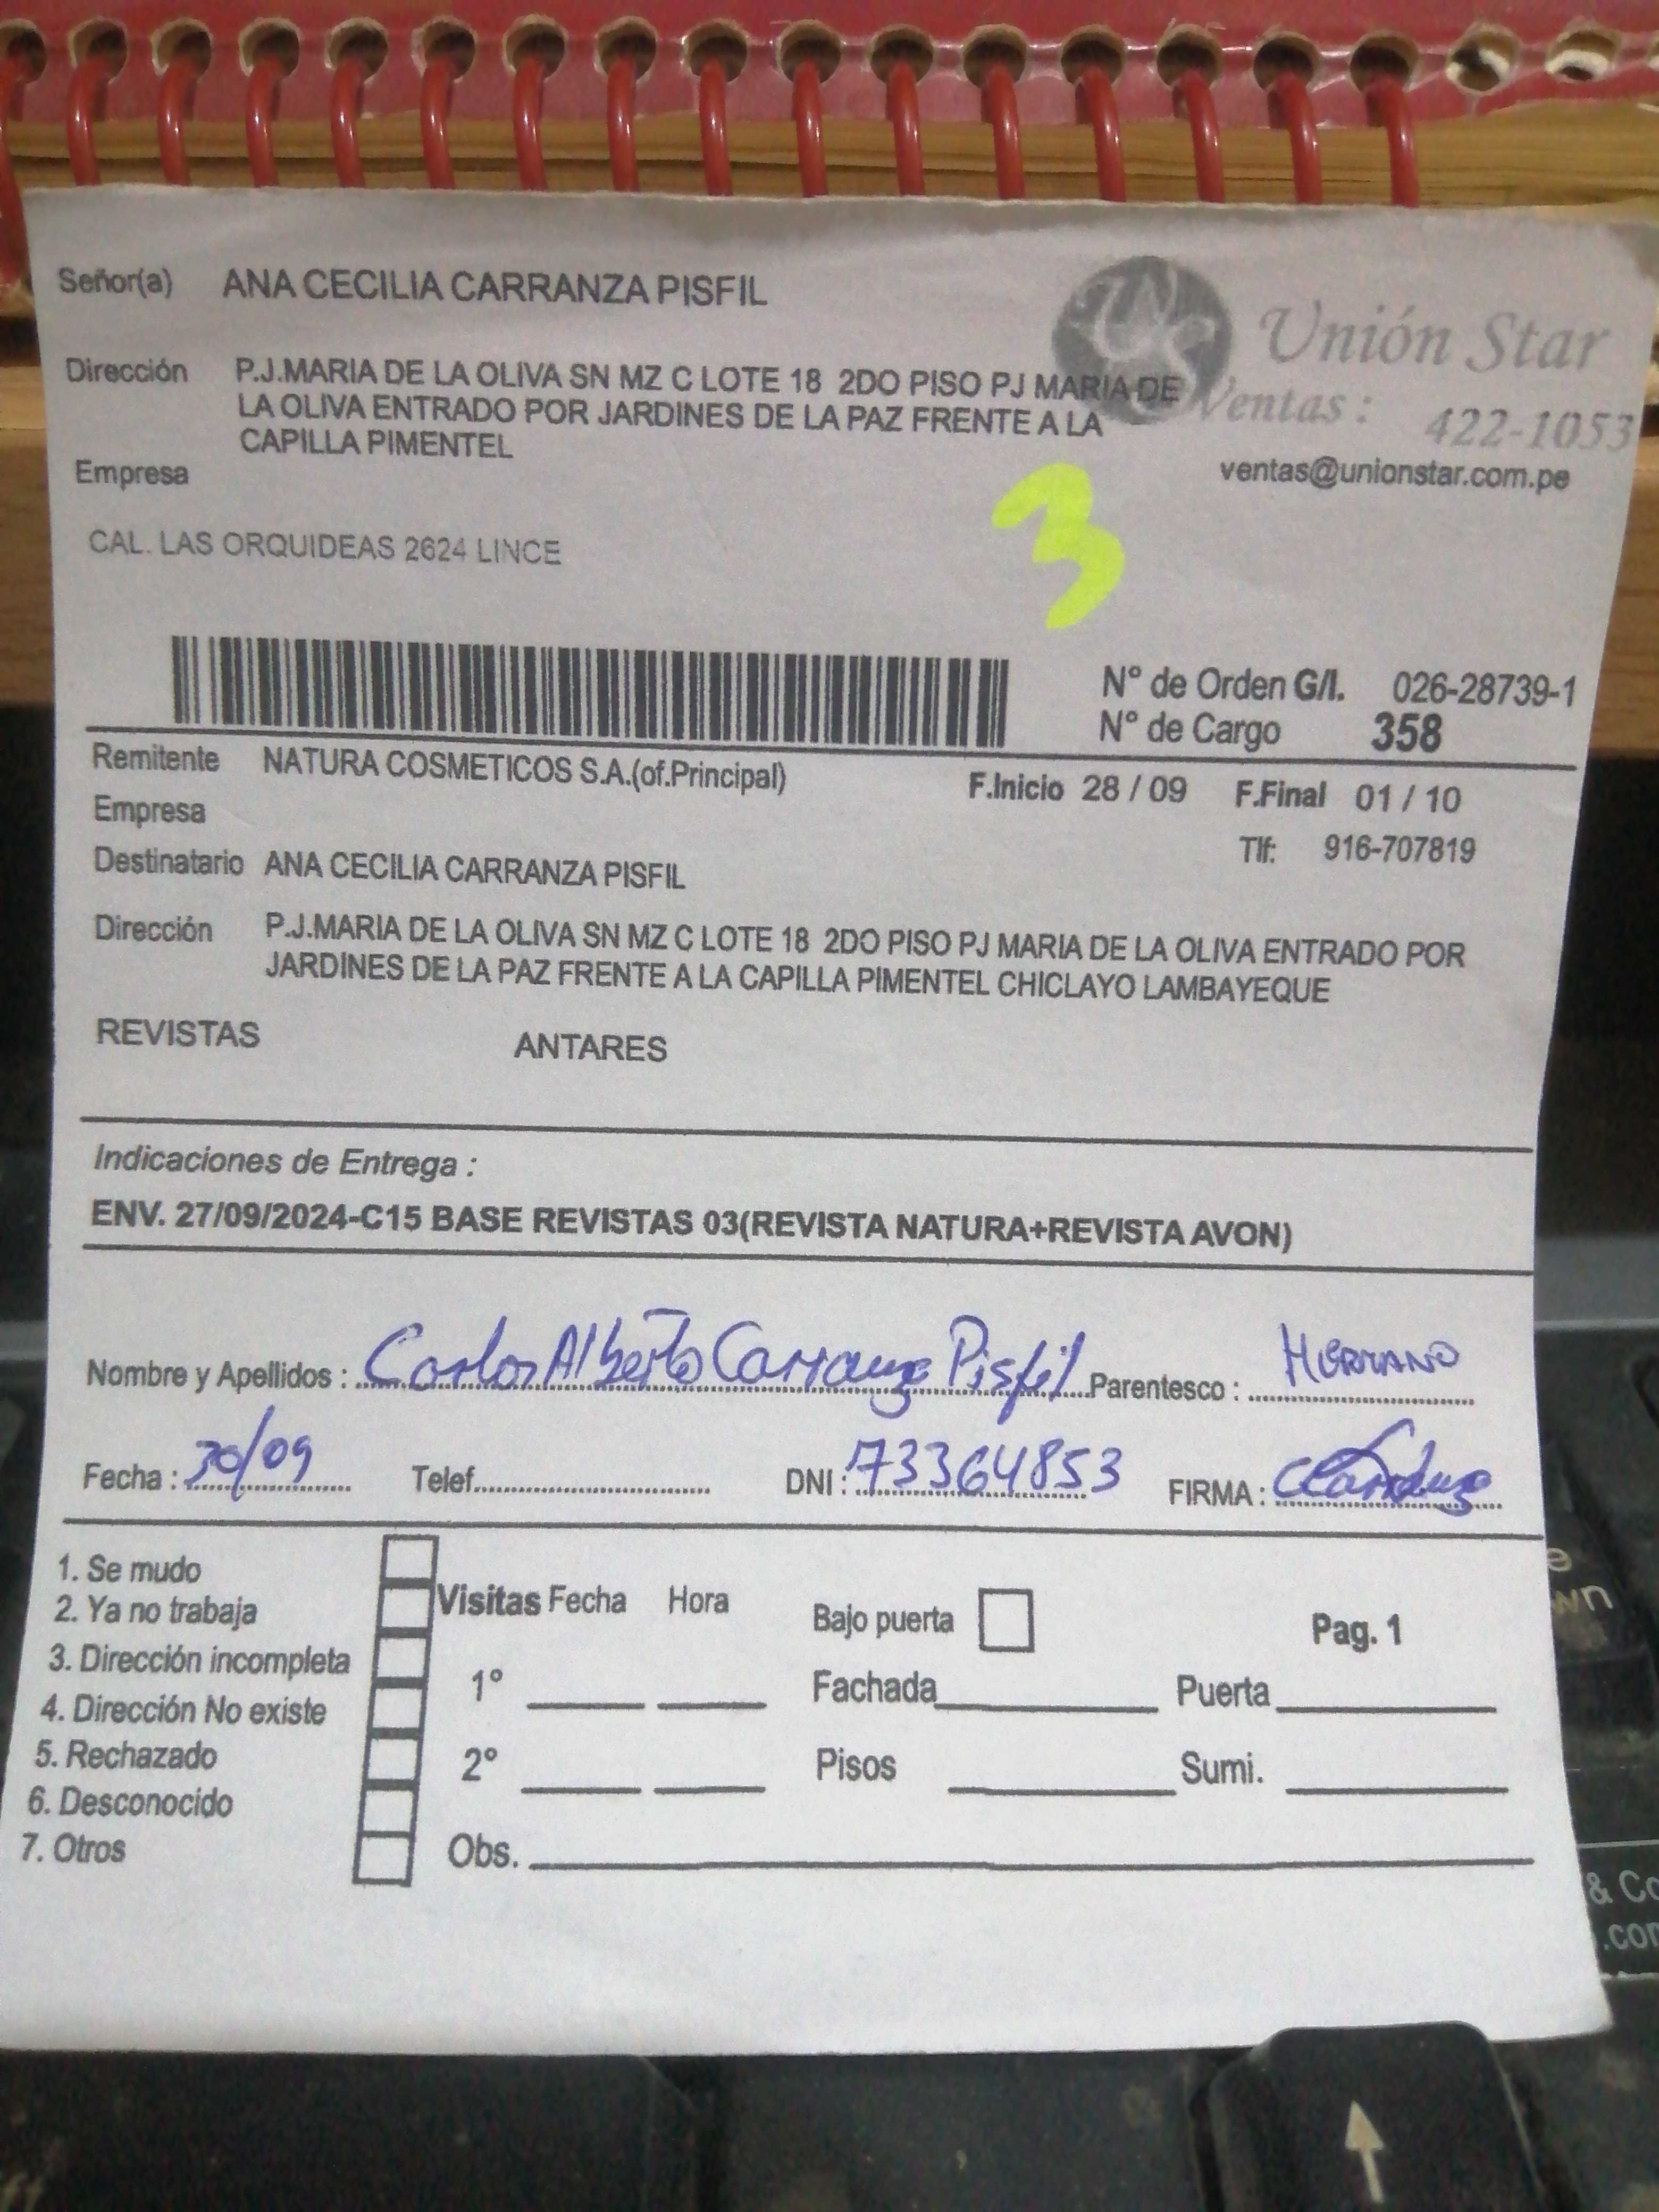 Señor(a) ANA CECILIA CARRANZA PISFIL
Unión Star
Dirección P.J.MARIA DE LA OLIVA SN MZ C LOTE 18 2DO PISO PJ MARIA DE
LA OLIVA ENTRADO POR JARDINES DE LA PAZ FRENTE A LA
CAPILLA PIMENTEL
Ventas : 422-1053
ventas@unionstar.com.pe
Empresa
3
CAL. LAS ORQUIDEAS 2624 LINCE
N° de Orden G/I. 026-28739-1
N° de Cargo 358
Remitente NATURA COSMETICOS S.A.(of.Principal)
F.Inicio 28 / 09 F.Final 01 / 10
Empresa
Tlf: 916-707819
Destinatario ANA CECILIA CARRANZA PISFIL
Dirección P.J.MARIA DE LA OLIVA SN MZ C LOTE 18 2DO PISO PJ MARIA DE LA OLIVA ENTRADO POR
JARDINES DE LA PAZ FRENTE A LA CAPILLA PIMENTEL CHICLAYO LAMBAYEQUE
REVISTAS ANTARES
Indicaciones de Entrega :
ENV. 27/09/2024-C15 BASE REVISTAS 03(REVISTA NATURA+REVISTA AVON)
Nombre y Apellidos : Carlos Alberto Carranza Pisfil Parentesco : HERMANO
Fecha : 30/09 Telef. DNI : 73364853 FIRMA : CCarranza
1. Se mudo
2. Ya no trabaja
3. Dirección incompleta
4. Dirección No existe
5. Rechazado
6. Desconocido
7. Otros
Visitas Fecha Hora
1°
2°
Obs.
Bajo puerta
Pag. 1
Fachada Puerta
Pisos Sumi.
& Co
.com